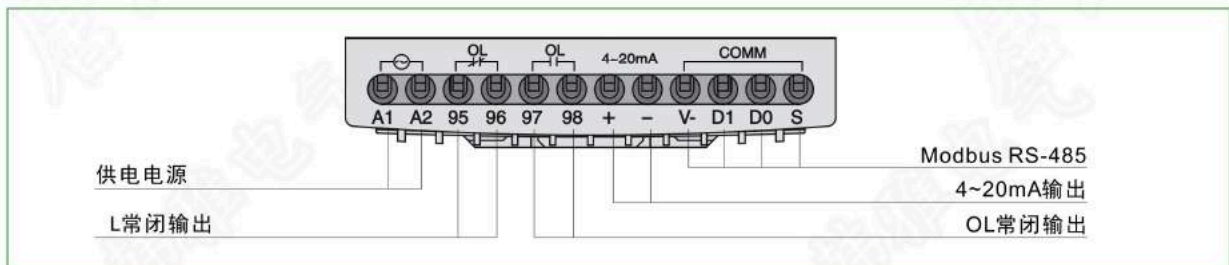 OL OL 4~20mA COMM
A1 A2 95 96 97 98 + - V- D1 D0 S
供电电源
L常闭输出
Modbus RS-485
4~20mA输出
OL常闭输出